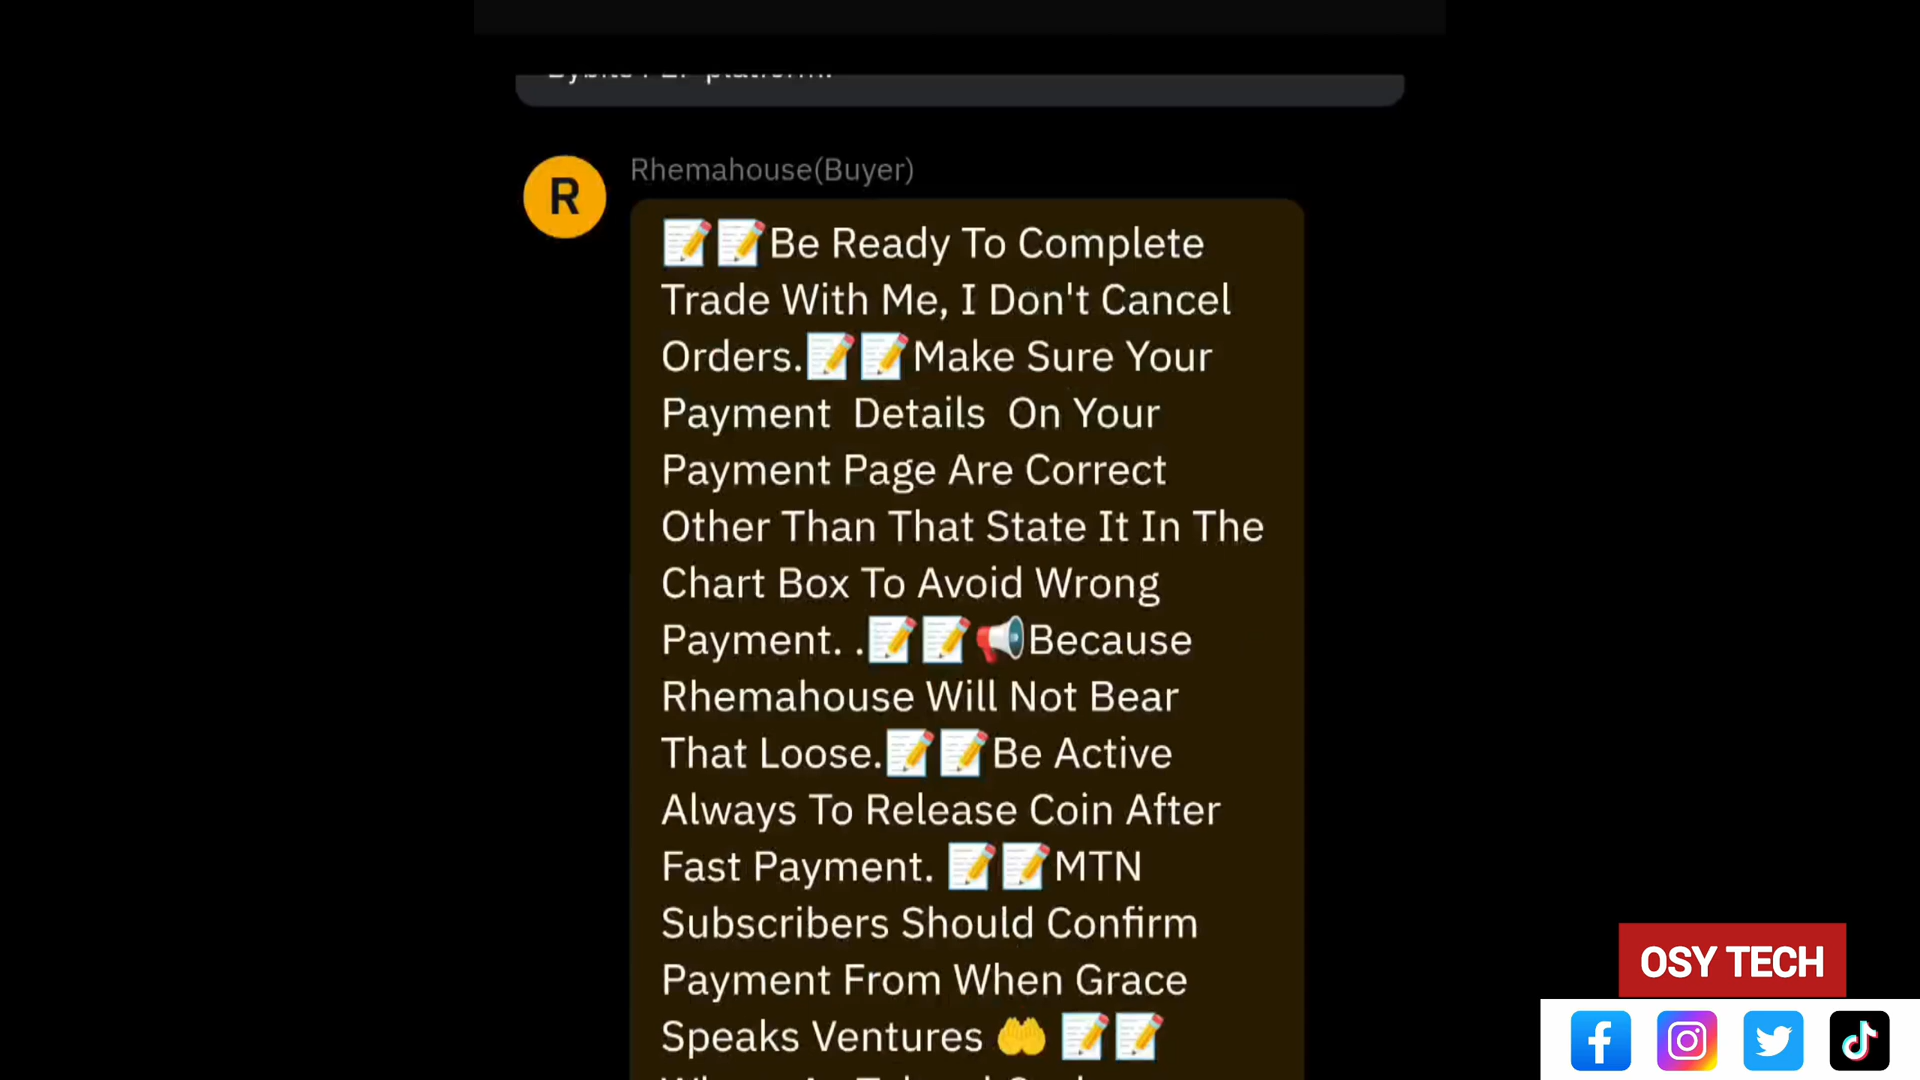 R
Rhemahouse(Buyer)
📝📝Be Ready To Complete
Trade With Me, I Don't Cancel
Orders.📝📝Make Sure Your
Payment Details On Your
Payment Page Are Correct
Other Than That State It In The
Chart Box To Avoid Wrong
Payment. .📝📝📢Because
Rhemahouse Will Not Bear
That Loose.📝📝Be Active
Always To Release Coin After
Fast Payment. 📝📝MTN
Subscribers Should Confirm
Payment From When Grace
Speaks Ventures 🤲 📝📝
OSY TECH